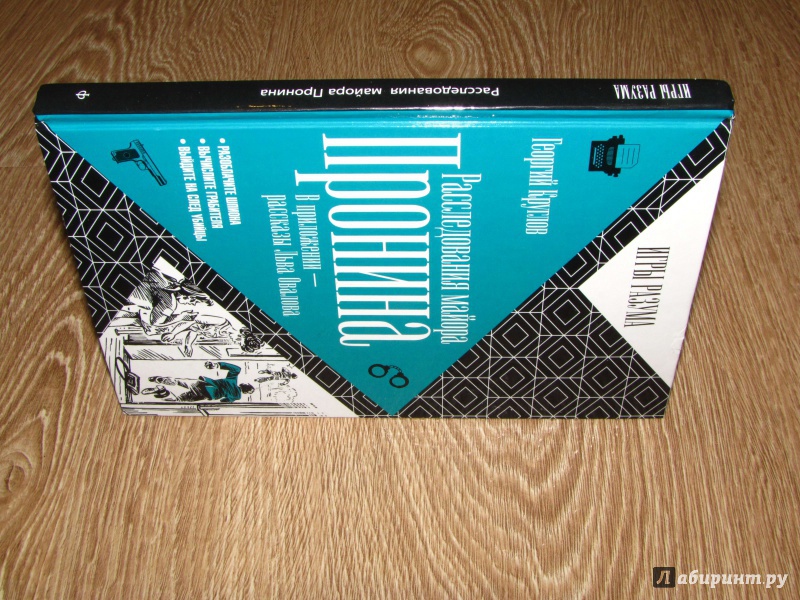 ИГРЫ РАЗУМА
Расследования майора Пронина
Ф
Георгий Круглов
ИГРЫ РАЗУМА
Расследования майора
ПРОНИНА
В приложении —
рассказы Льва Овалова
• РАЗОБЛАЧИТЕ ШПИОНА
• ВЫЧИСЛИТЕ ГРАБИТЕЛЯ
• ВЫЙДИТЕ НА СЛЕД УБИЙЦЫ
Лабиринт.ру